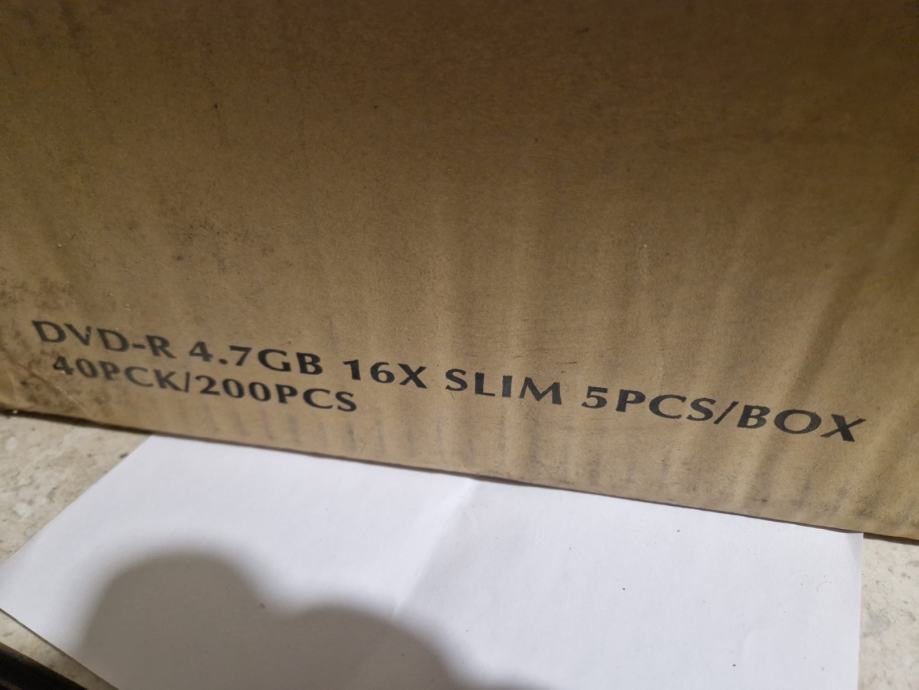 DVD-R 4.7GB 16X SLIM 5PCS/BOX
40PCK/200PCS